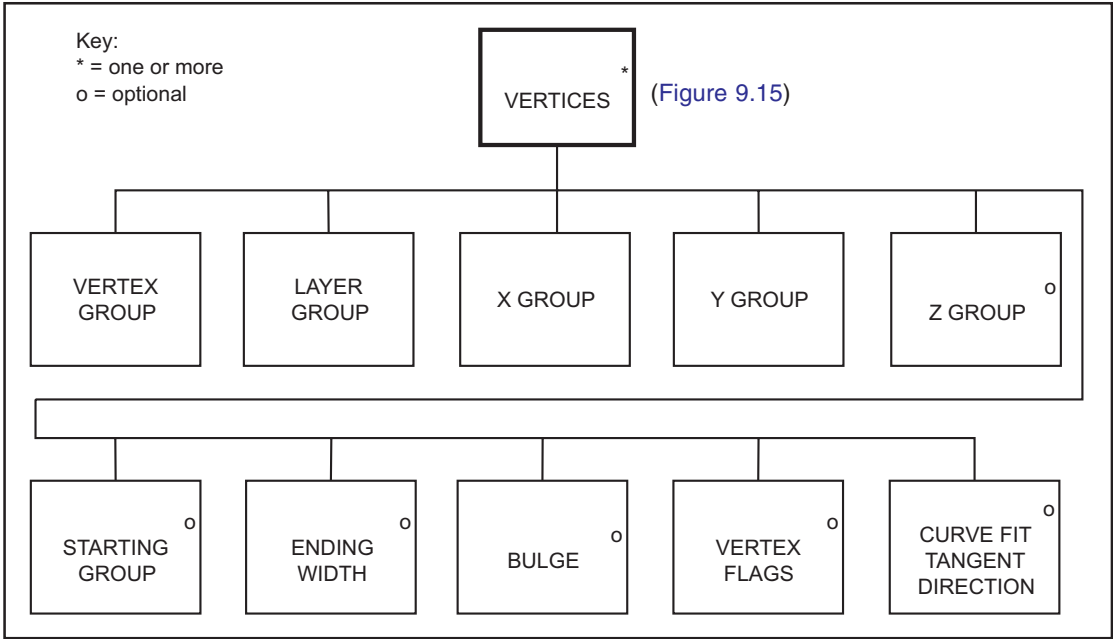 Key:
* = one or more
o = optional
*
VERTICES
(Figure 9.15)
VERTEX
GROUP
LAYER
GROUP
X GROUP
Y GROUP
o
Z GROUP
o
STARTING
GROUP
o
ENDING
WIDTH
o
BULGE
o
VERTEX
FLAGS
o
CURVE FIT
TANGENT
DIRECTION